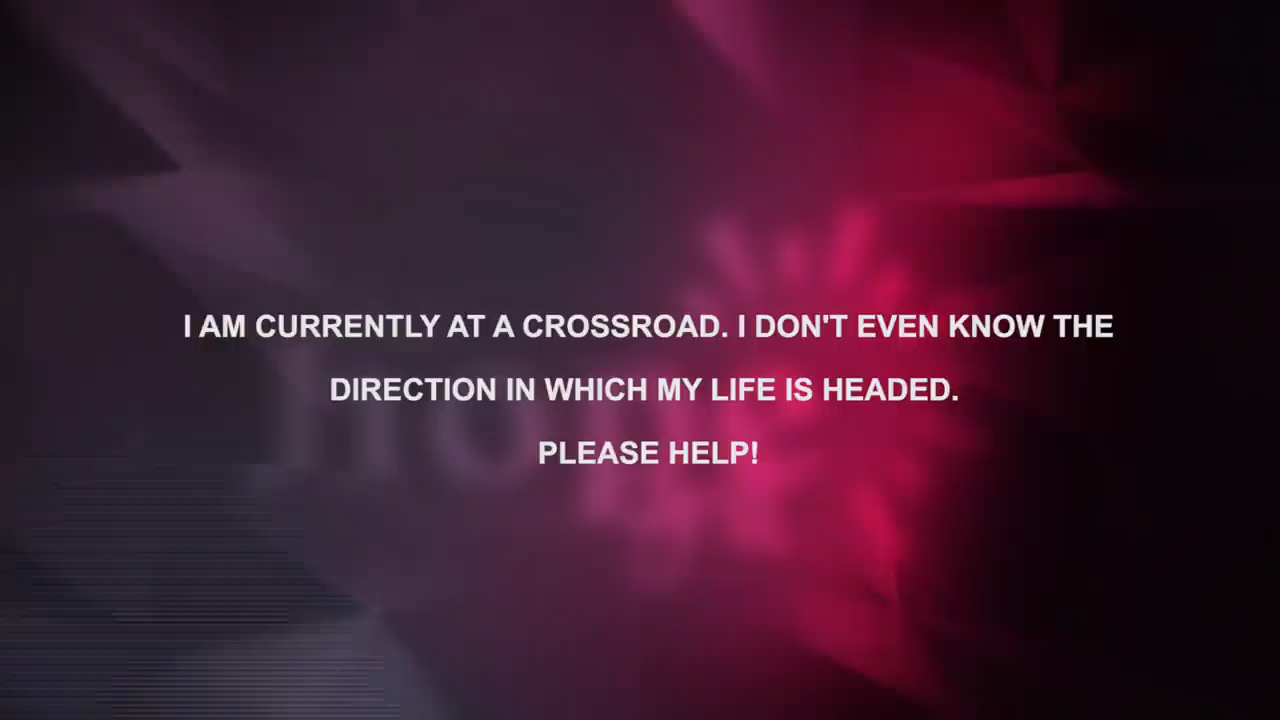 I AM CURRENTLY AT A CROSSROAD. I DON'T EVEN KNOW THE
DIRECTION IN WHICH MY LIFE IS HEADED.
PLEASE HELP!